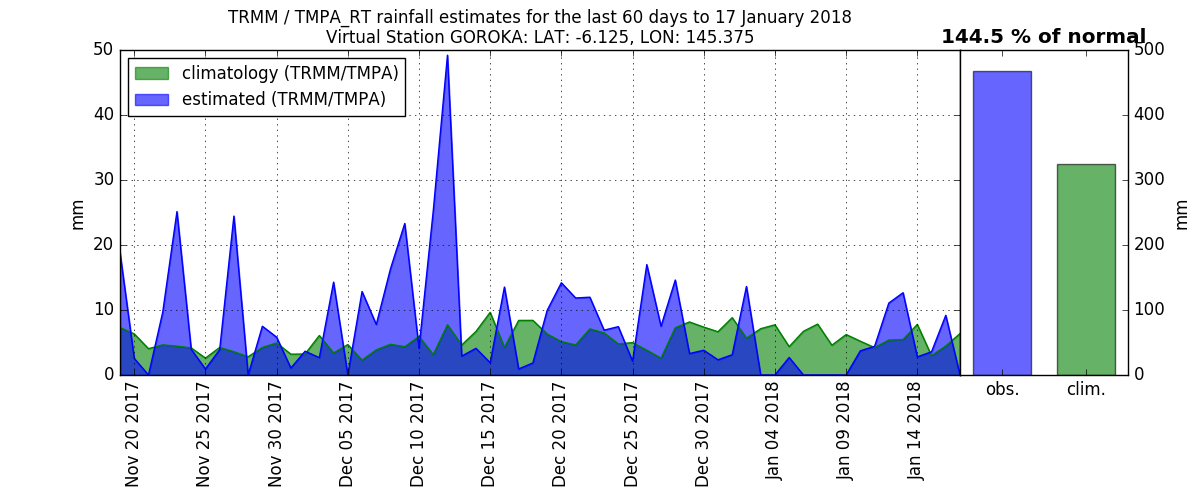 TRMM / TMPA_RT rainfall estimates for the last 60 days to 17 January 2018
Virtual Station GOROKA: LAT: -6.125, LON: 145.375
144.5 % of normal
climatology (TRMM/TMPA)
estimated (TRMM/TMPA)
50
40
30
20
10
0
mm
500
400
300
200
100
0
mm
Nov 20 2017
Nov 25 2017
Nov 30 2017
Dec 05 2017
Dec 10 2017
Dec 15 2017
Dec 20 2017
Dec 25 2017
Dec 30 2017
Jan 04 2018
Jan 09 2018
Jan 14 2018
obs.
clim.